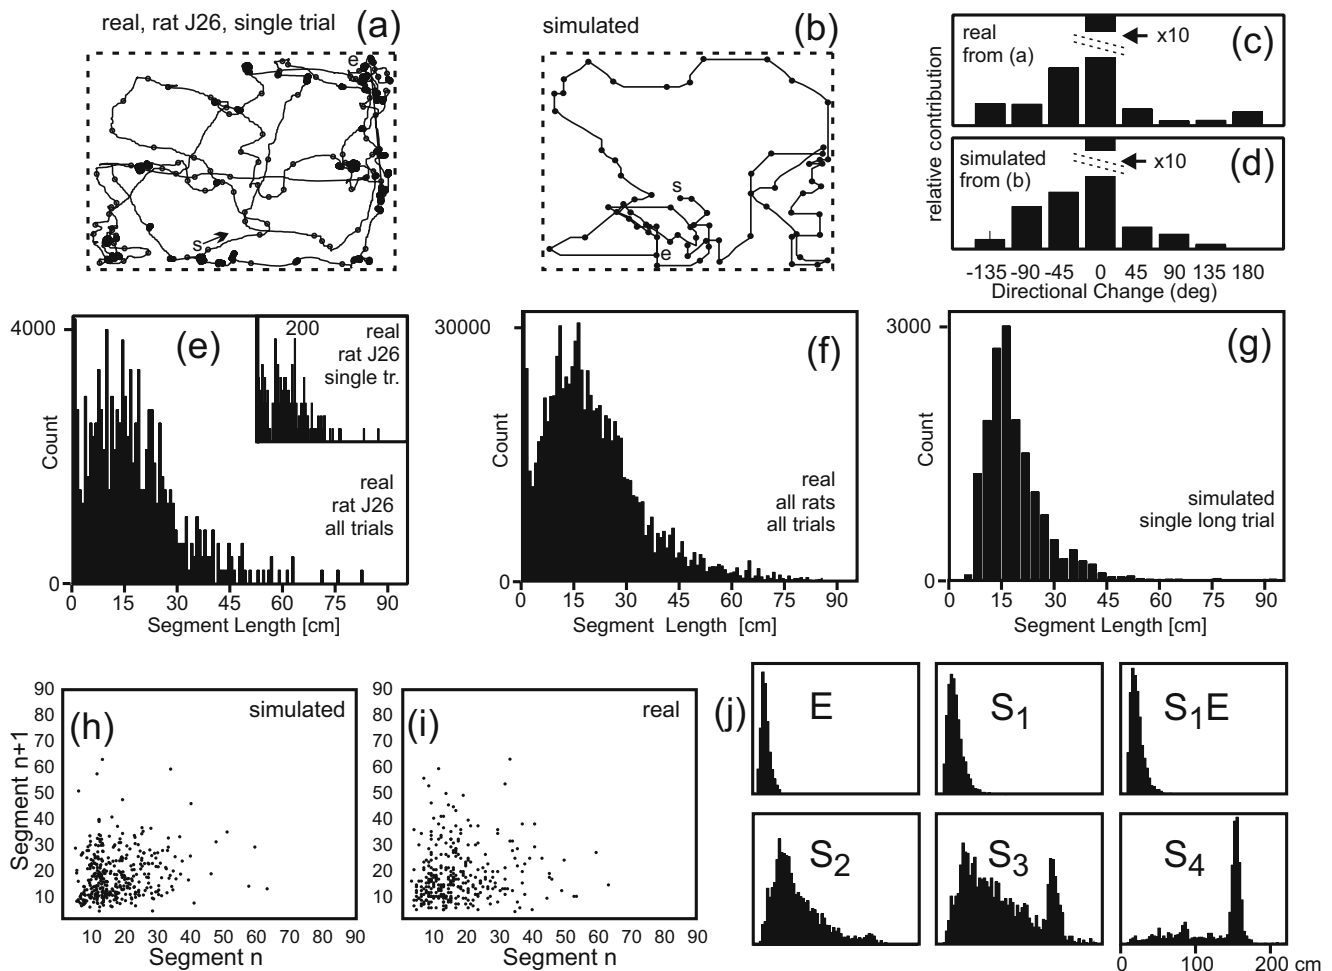 real, rat J26, single trial
(a)
e
s
simulated
(b)
s
e
relative contribution
real
from (a)
x10
(c)
simulated
from (b)
x10
(d)
-135 -90 -45 0 45 90 135 180
Directional Change (deg)
4000
0
Count
(e)
200
real
rat J26
single tr.
real
rat J26
all trials
0 15 30 45 60 75 90
Segment Length [cm]
30000
0
Count
(f)
real
all rats
all trials
0 15 30 45 60 75 90
Segment Length [cm]
3000
0
Count
(g)
simulated
single long trial
0 15 30 45 60 75 90
Segment Length [cm]
90
80
70
60
50
40
30
20
10
Segment n+1
(h)
simulated
10 20 30 40 50 60 70 80 90
Segment n
90
80
70
60
50
40
30
20
10
(i)
real
10 20 30 40 50 60 70 80 90
Segment n
(j)
E
S1
S1E
S2
S3
S4
0 100 200 cm